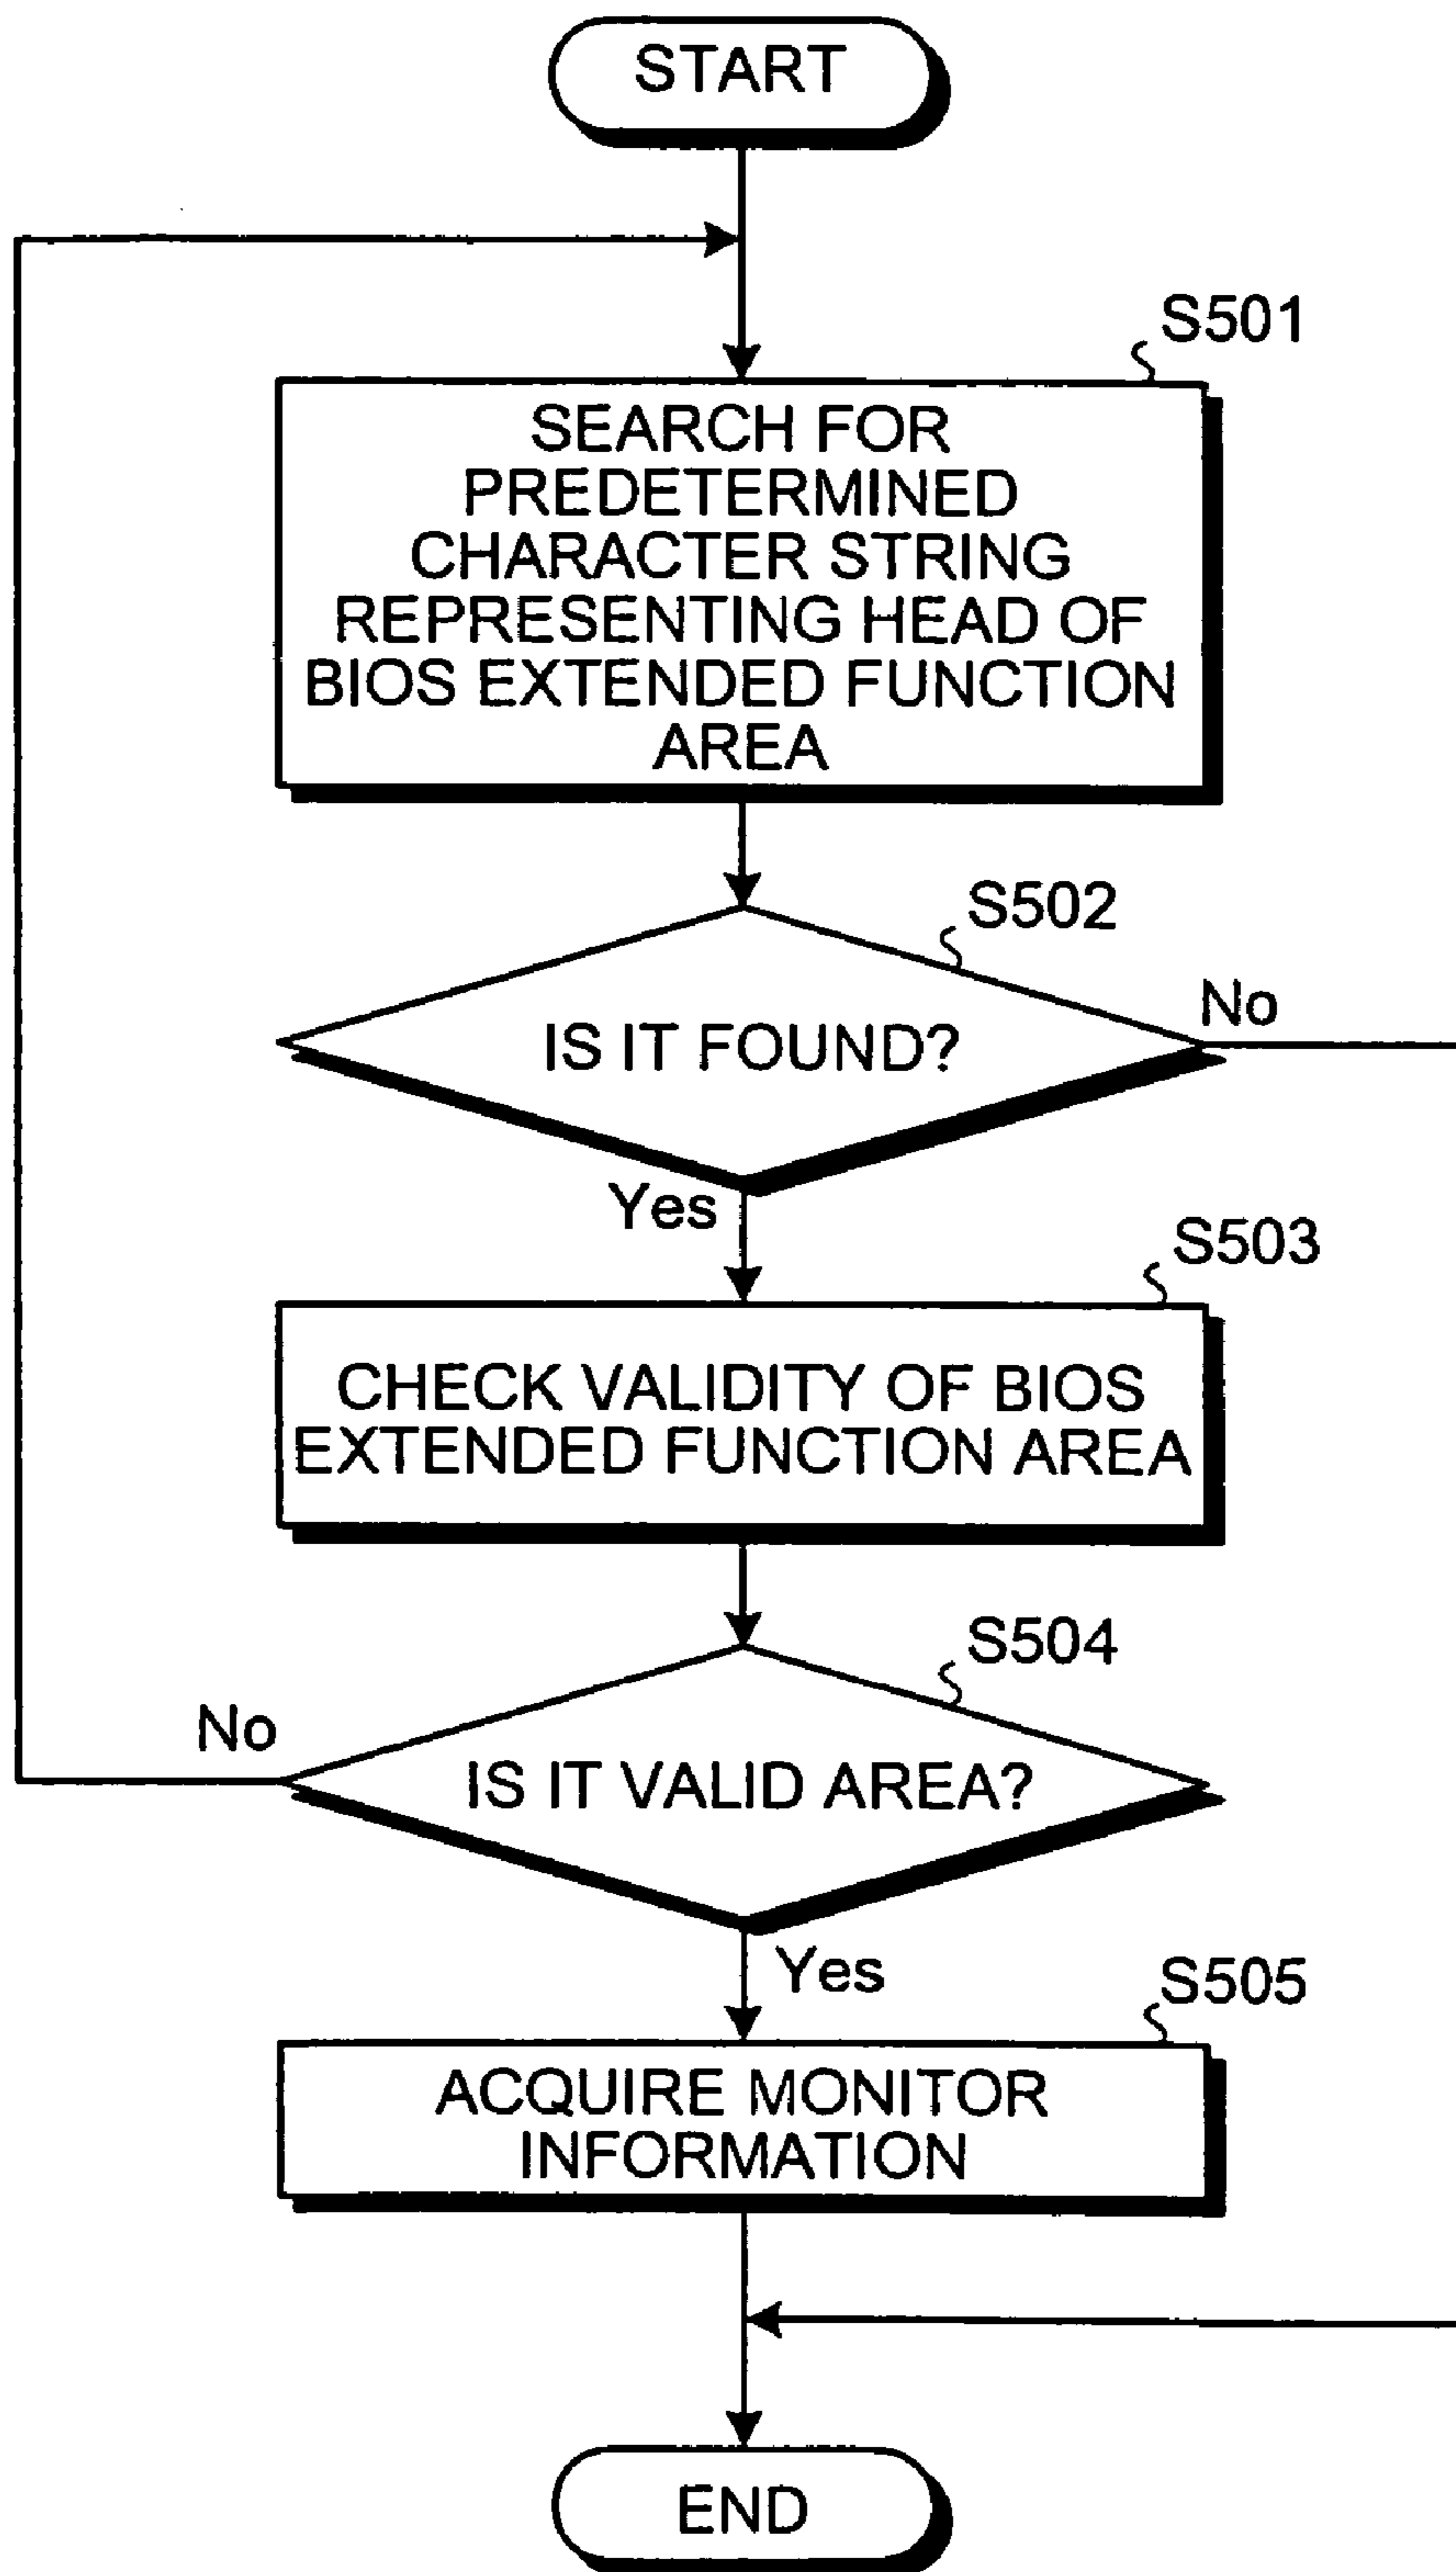 START
S501
SEARCH FOR
PREDETERMINED
CHARACTER STRING
REPRESENTING HEAD OF
BIOS EXTENDED FUNCTION
AREA
S502
IS IT FOUND?
No
Yes
S503
CHECK VALIDITY OF BIOS
EXTENDED FUNCTION AREA
S504
No
IS IT VALID AREA?
Yes
S505
ACQUIRE MONITOR
INFORMATION
END